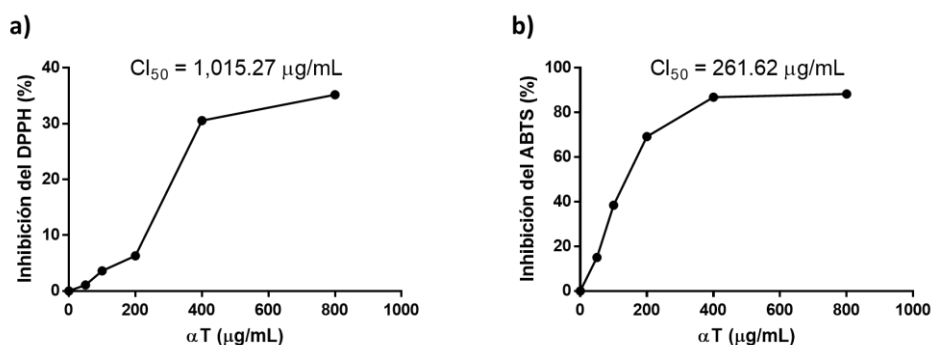 a)
CI50 = 1,015.27 μg/mL
Inhibición del DPPH (%)
40
30
20
10
0
0 200 400 600 800 1000
αT (μg/mL)
b)
CI50 = 261.62 μg/mL
Inhibición del ABTS (%)
100
80
60
40
20
0
0 200 400 600 800 1000
αT (μg/mL)